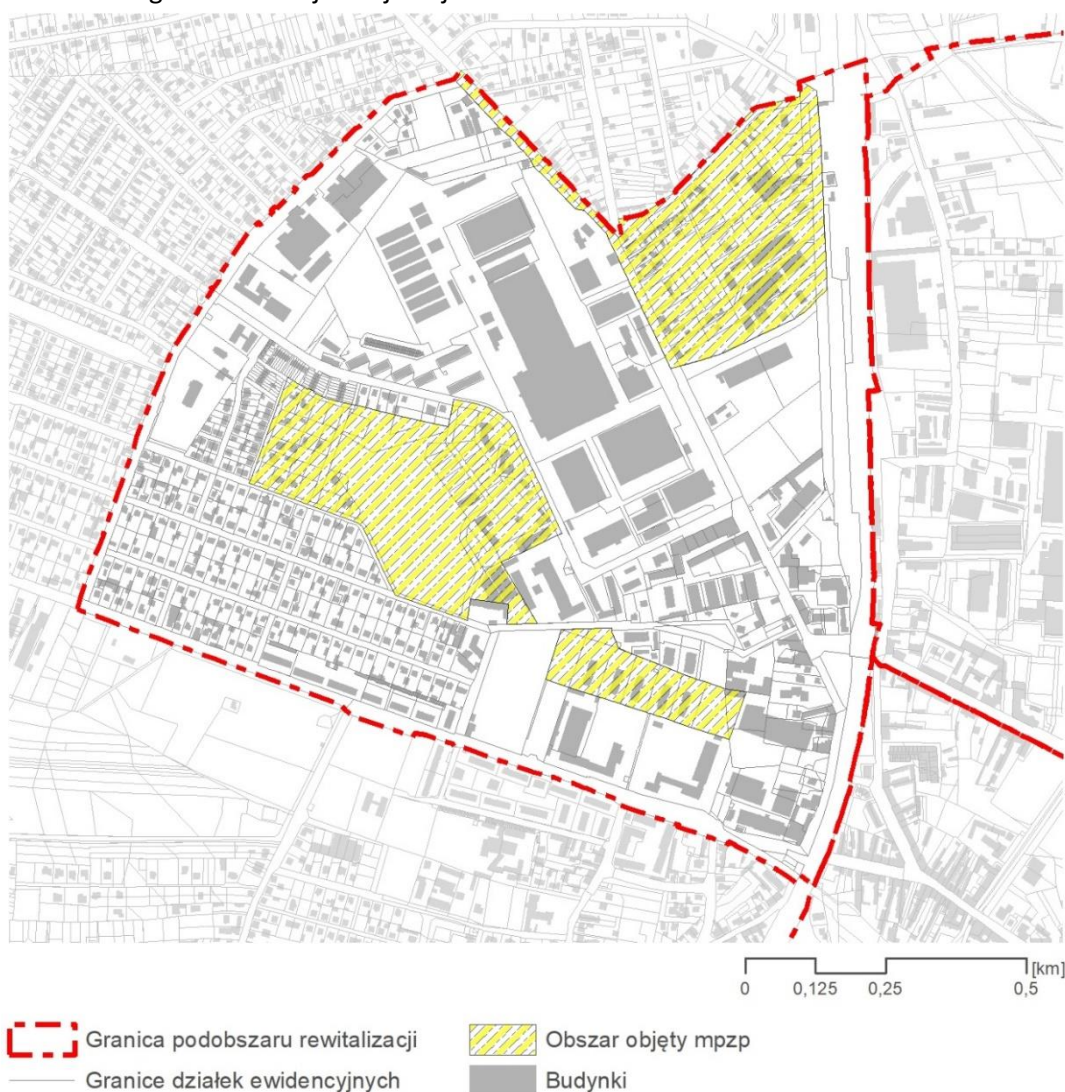 [km]
0 0,125 0,25 0,5
Granica podobszaru rewitalizacji Obszar objęty mpzp
Granice działek ewidencyjnych Budynki